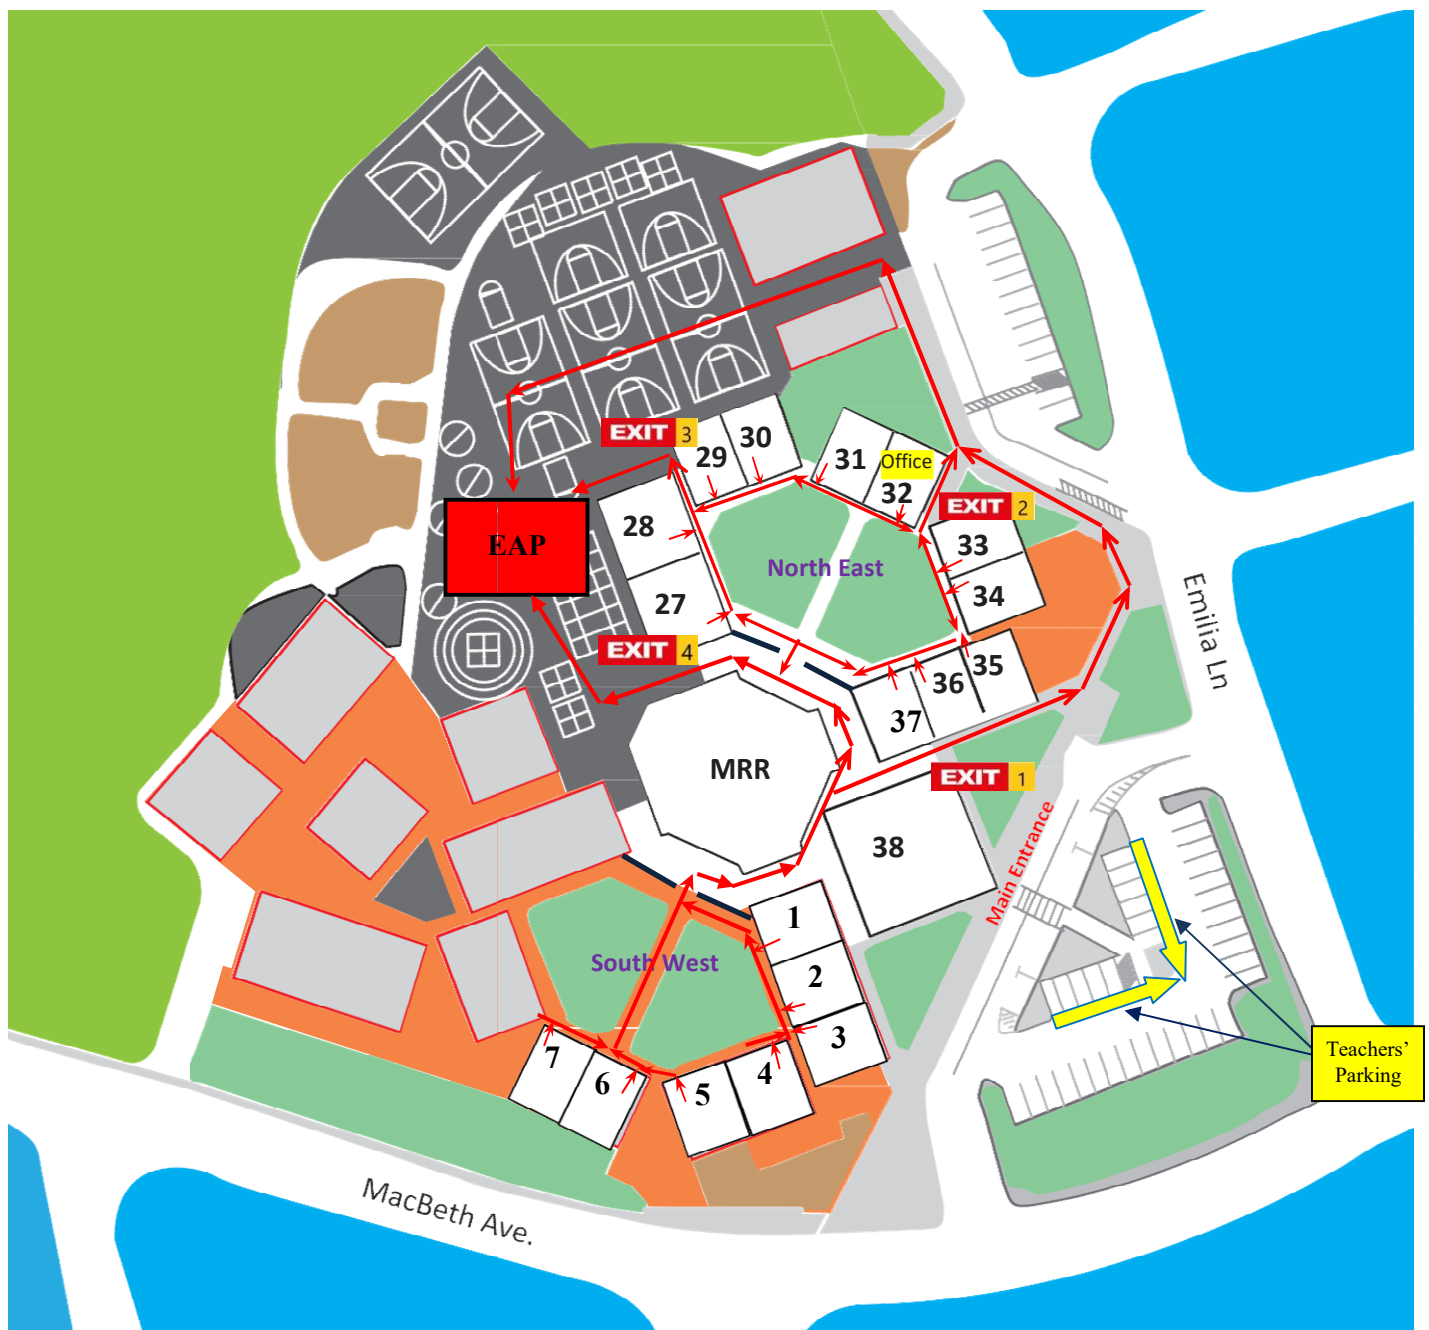 EXIT 3
30
29
31
Office
32
EXIT 2
28
33
EAP
North East
34
27
Emilia Ln
EXIT 4
35
36
37
MRR
EXIT 1
38
Main Entrance
1
South West
2
3
7
6
5
4
Teachers'
Parking
MacBeth Ave.